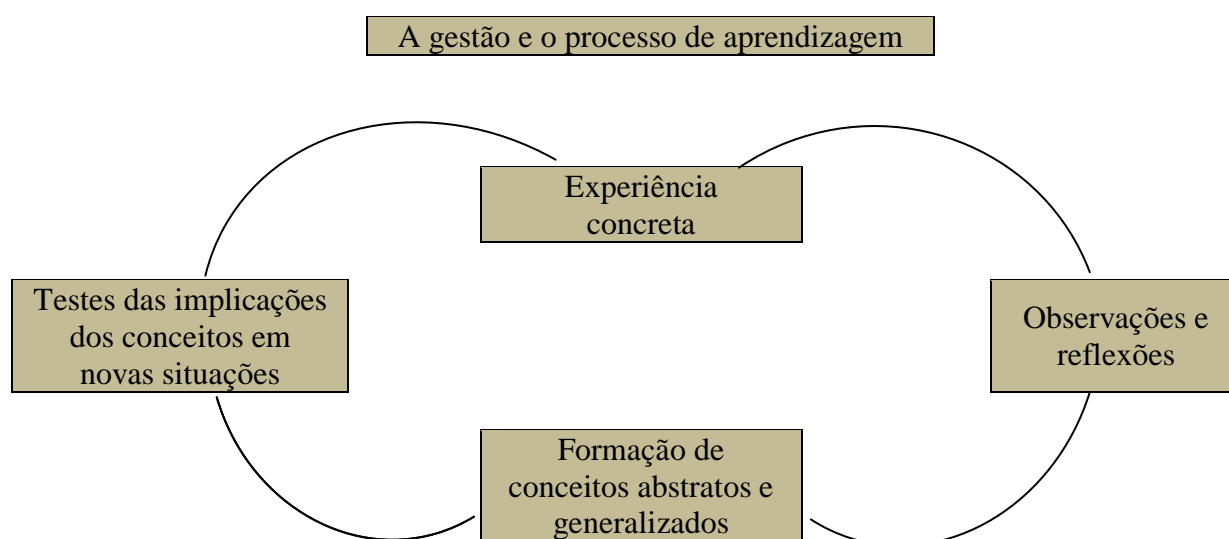 A gestão e o processo de aprendizagem
Experiência
concreta
Testes das implicações
dos conceitos em
novas situações
Observações e
reflexões
Formação de
conceitos abstratos e
generalizados